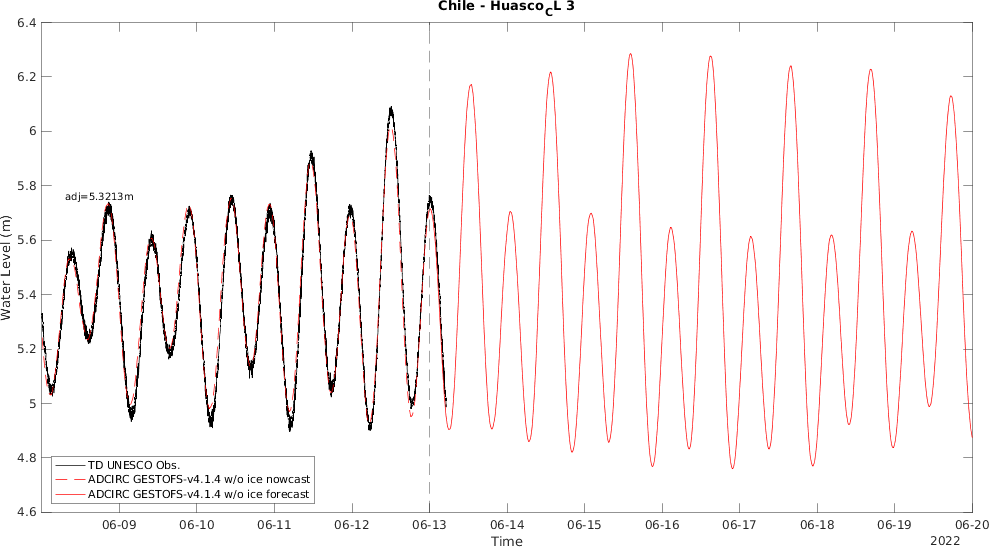 Chile - Huasco_CL 3
6.4
6.2
6
5.8
5.6
5.4
5.2
5
4.8
4.6
Water Level (m)
adj=5.3213m
TD UNESCO Obs.
ADCIRC GESTOFS-v4.1.4 w/o ice nowcast
ADCIRC GESTOFS-v4.1.4 w/o ice forecast
06-09 06-10 06-11 06-12 06-13 06-14 06-15 06-16 06-17 06-18 06-19 06-20
Time
2022